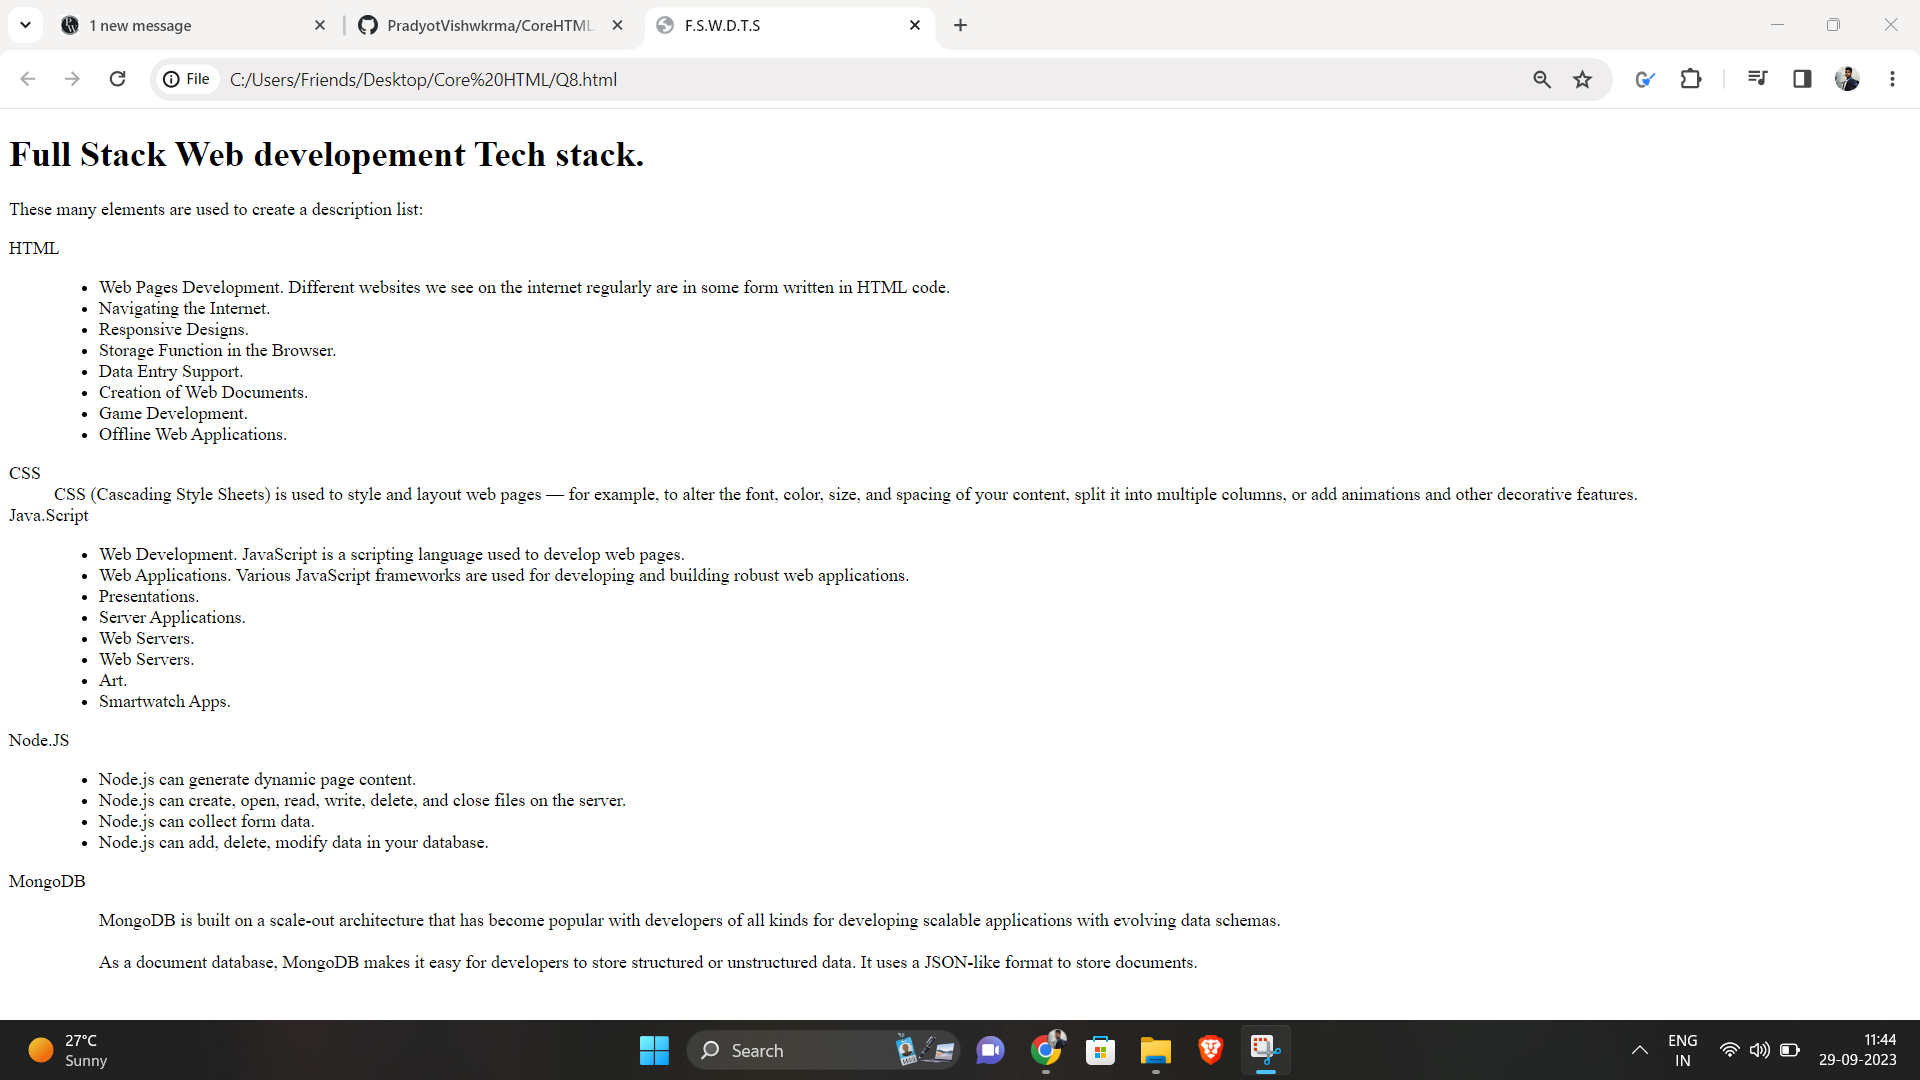 1 new message
PradyotVishwkrma/CoreHTML
F.S.W.D.T.S
File
C:/Users/Friends/Desktop/Core%20HTML/Q8.html
Full Stack Web developement Tech stack.
These many elements are used to create a description list:
HTML
• Web Pages Development. Different websites we see on the internet regularly are in some form written in HTML code.
• Navigating the Internet.
• Responsive Designs.
• Storage Function in the Browser.
• Data Entry Support.
• Creation of Web Documents.
• Game Development.
• Offline Web Applications.
CSS
CSS (Cascading Style Sheets) is used to style and layout web pages — for example, to alter the font, color, size, and spacing of your content, split it into multiple columns, or add animations and other decorative features.
Java.Script
• Web Development. JavaScript is a scripting language used to develop web pages.
• Web Applications. Various JavaScript frameworks are used for developing and building robust web applications.
• Presentations.
• Server Applications.
• Web Servers.
• Web Servers.
• Art.
• Smartwatch Apps.
Node.JS
• Node.js can generate dynamic page content.
• Node.js can create, open, read, write, delete, and close files on the server.
• Node.js can collect form data.
• Node.js can add, delete, modify data in your database.
MongoDB
MongoDB is built on a scale-out architecture that has become popular with developers of all kinds for developing scalable applications with evolving data schemas.
As a document database, MongoDB makes it easy for developers to store structured or unstructured data. It uses a JSON-like format to store documents.
27°C
Sunny
Search
ENG
IN
11:44
29-09-2023